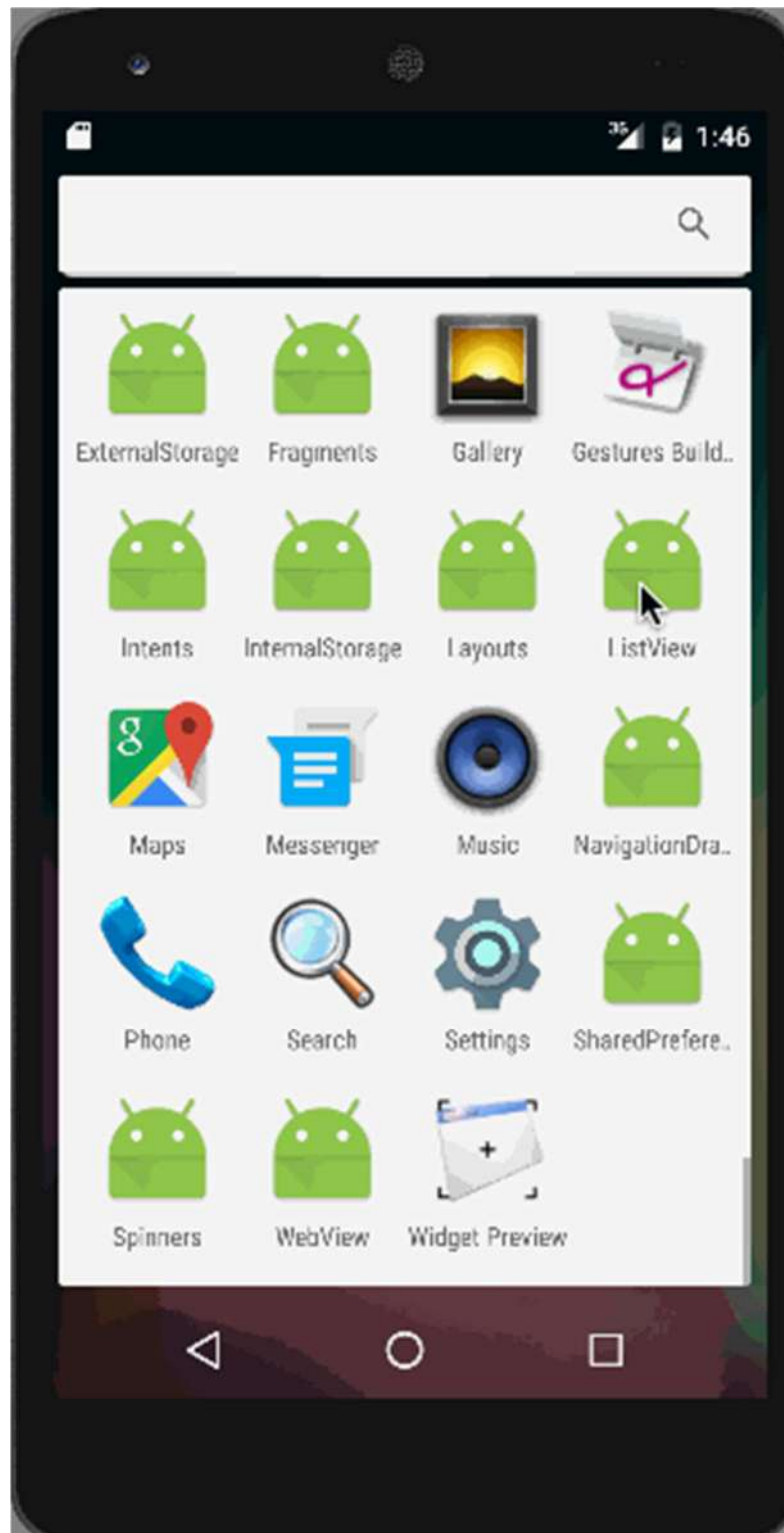 3G 1:46
ExternalStorage Fragments Gallery Gestures Build..
Intents InternalStorage Layouts ListView
g
Maps Messenger Music NavigationDra..
Phone Search Settings SharedPrefere..
Spinners WebView Widget Preview